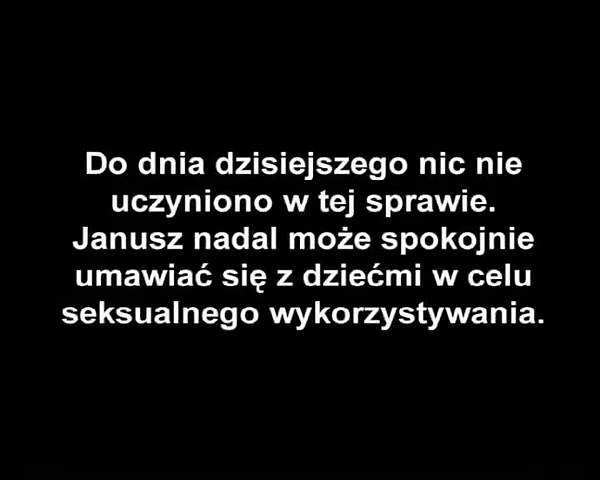 Do dnia dzisiejszego nic nie
uczyniono w tej sprawie.
Janusz nadal może spokojnie
umawiać się z dziećmi w celu
seksualnego wykorzystywania.